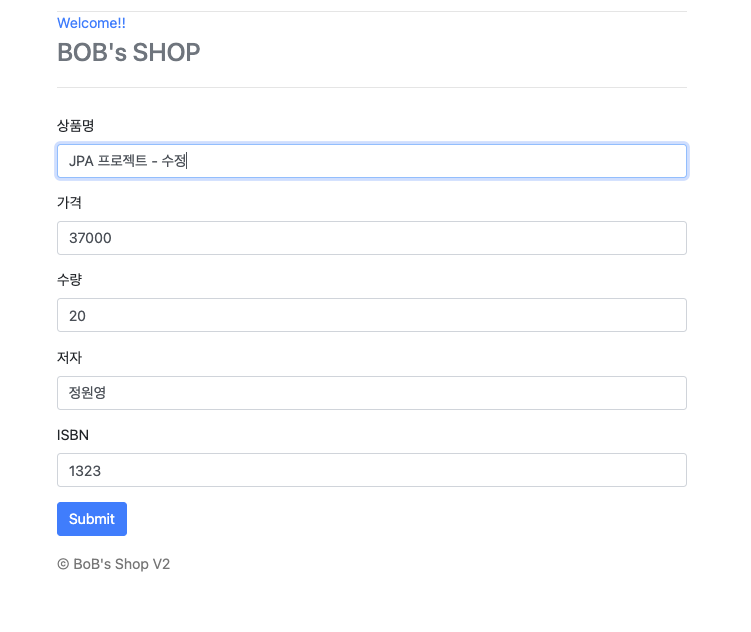 Welcome!!
BOB's SHOP
상품명
JPA 프로젝트 - 수정
가격
37000
수량
20
저자
정원영
ISBN
1323
Submit
© BoB's Shop V2